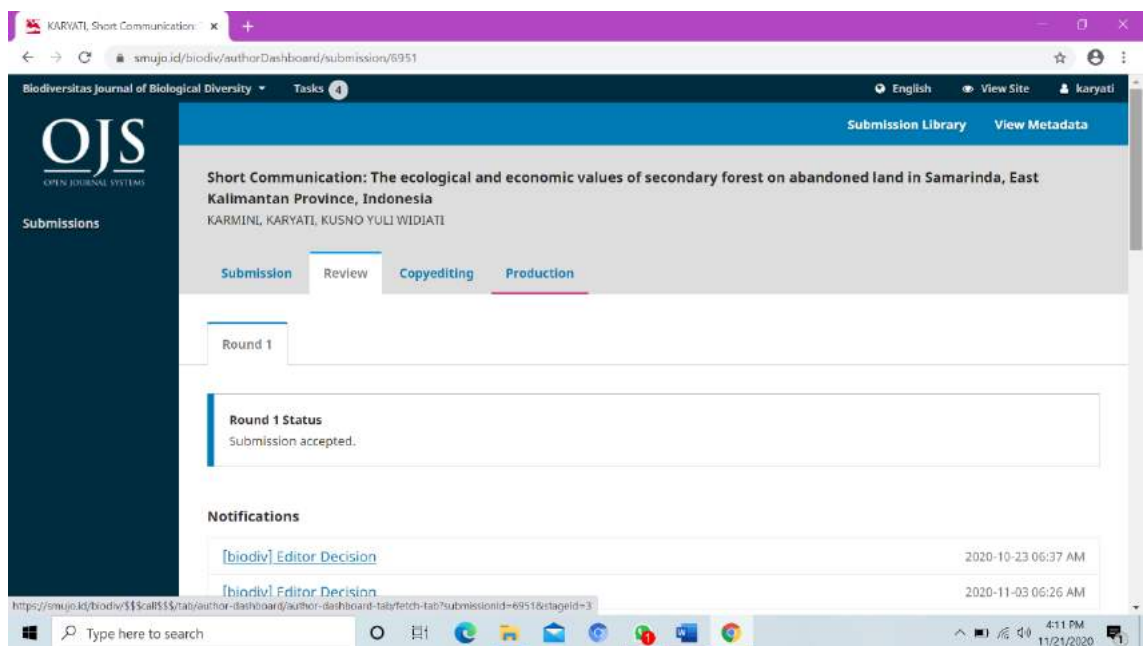 KARYATI, Short Communication:
smujo.id/biodiv/authorDashboard/submission/6951
Biodiversitas Journal of Biological Diversity Tasks 4 English View Site karyati
Submission Library View Metadata
OJS
OPEN JOURNAL SYSTEMS
Submissions
Short Communication: The ecological and economic values of secondary forest on abandoned land in Samarinda, East
Kalimantan Province, Indonesia
KARMINI, KARYATI, KUSNO YULI WIDIATI
Submission Review Copyediting Production
Round 1
Round 1 Status
Submission accepted.
Notifications
[biodiv] Editor Decision 2020-10-23 06:37 AM
[biodiv] Editor Decision 2020-11-03 06:26 AM
https://smujo.id/biodiv/$$$call$$$/tab/author-dashboard/author-dashboard-tab/fetch-tab?submissionId=6951&stageId=3
Type here to search
4:11 PM
11/21/2020